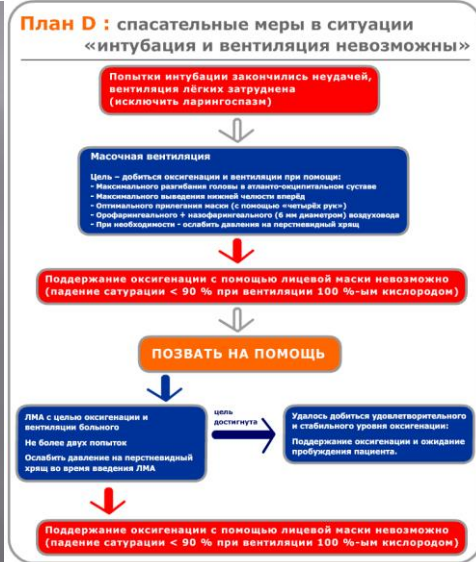 План D : спасательные меры в ситуации
«интубация и вентиляция невозможны»
Попытки интубации закончились неудачей,
вентиляция лёгких затруднена
(исключить ларингоспазм)
Масочная вентиляция
Цель – добиться оксигенации и вентиляции при помощи:
- Максимального разгибания головы в атланто-окципитальном суставе
- Максимального выведения нижней челюсти вперёд
- Оптимального прилегания маски (с помощью «четырёх рук»)
- Орофарингеального + назофарингеального (6 мм диаметром) воздуховода
- При необходимости - ослабить давления на перстневидный хрящ
Поддержание оксигенации с помощью лицевой маски невозможно
(падение сатурации < 90 % при вентиляции 100 %-ым кислородом)
ПОЗВАТЬ НА ПОМОЩЬ
ЛМА с целью оксигенации и
вентиляции больного
Не более двух попыток
Ослабить давление на перстневидный
хрящ во время введения ЛМА
цель
достигнута
Удалось добиться удовлетворительного
и стабильного уровня оксигенации:
Поддержание оксигенации и ожидание
пробуждения пациента.
Поддержание оксигенации с помощью лицевой маски невозможно
(падение сатурации < 90 % при вентиляции 100 %-ым кислородом)